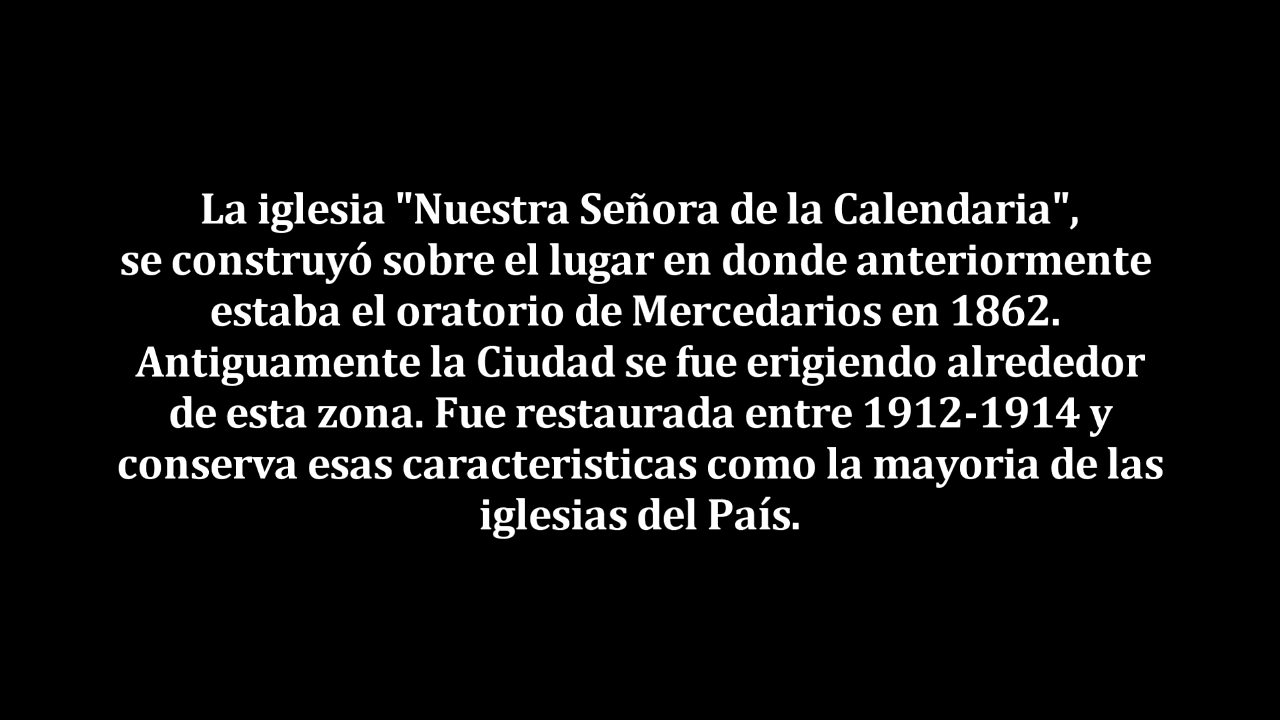 La iglesia "Nuestra Señora de la Calendaria",
se construyó sobre el lugar en donde anteriormente
estaba el oratorio de Mercedarios en 1862.
Antiguamente la Ciudad se fue erigiendo alrededor
de esta zona. Fue restaurada entre 1912-1914 y
conserva esas caracteristicas como la mayoria de las
iglesias del País.